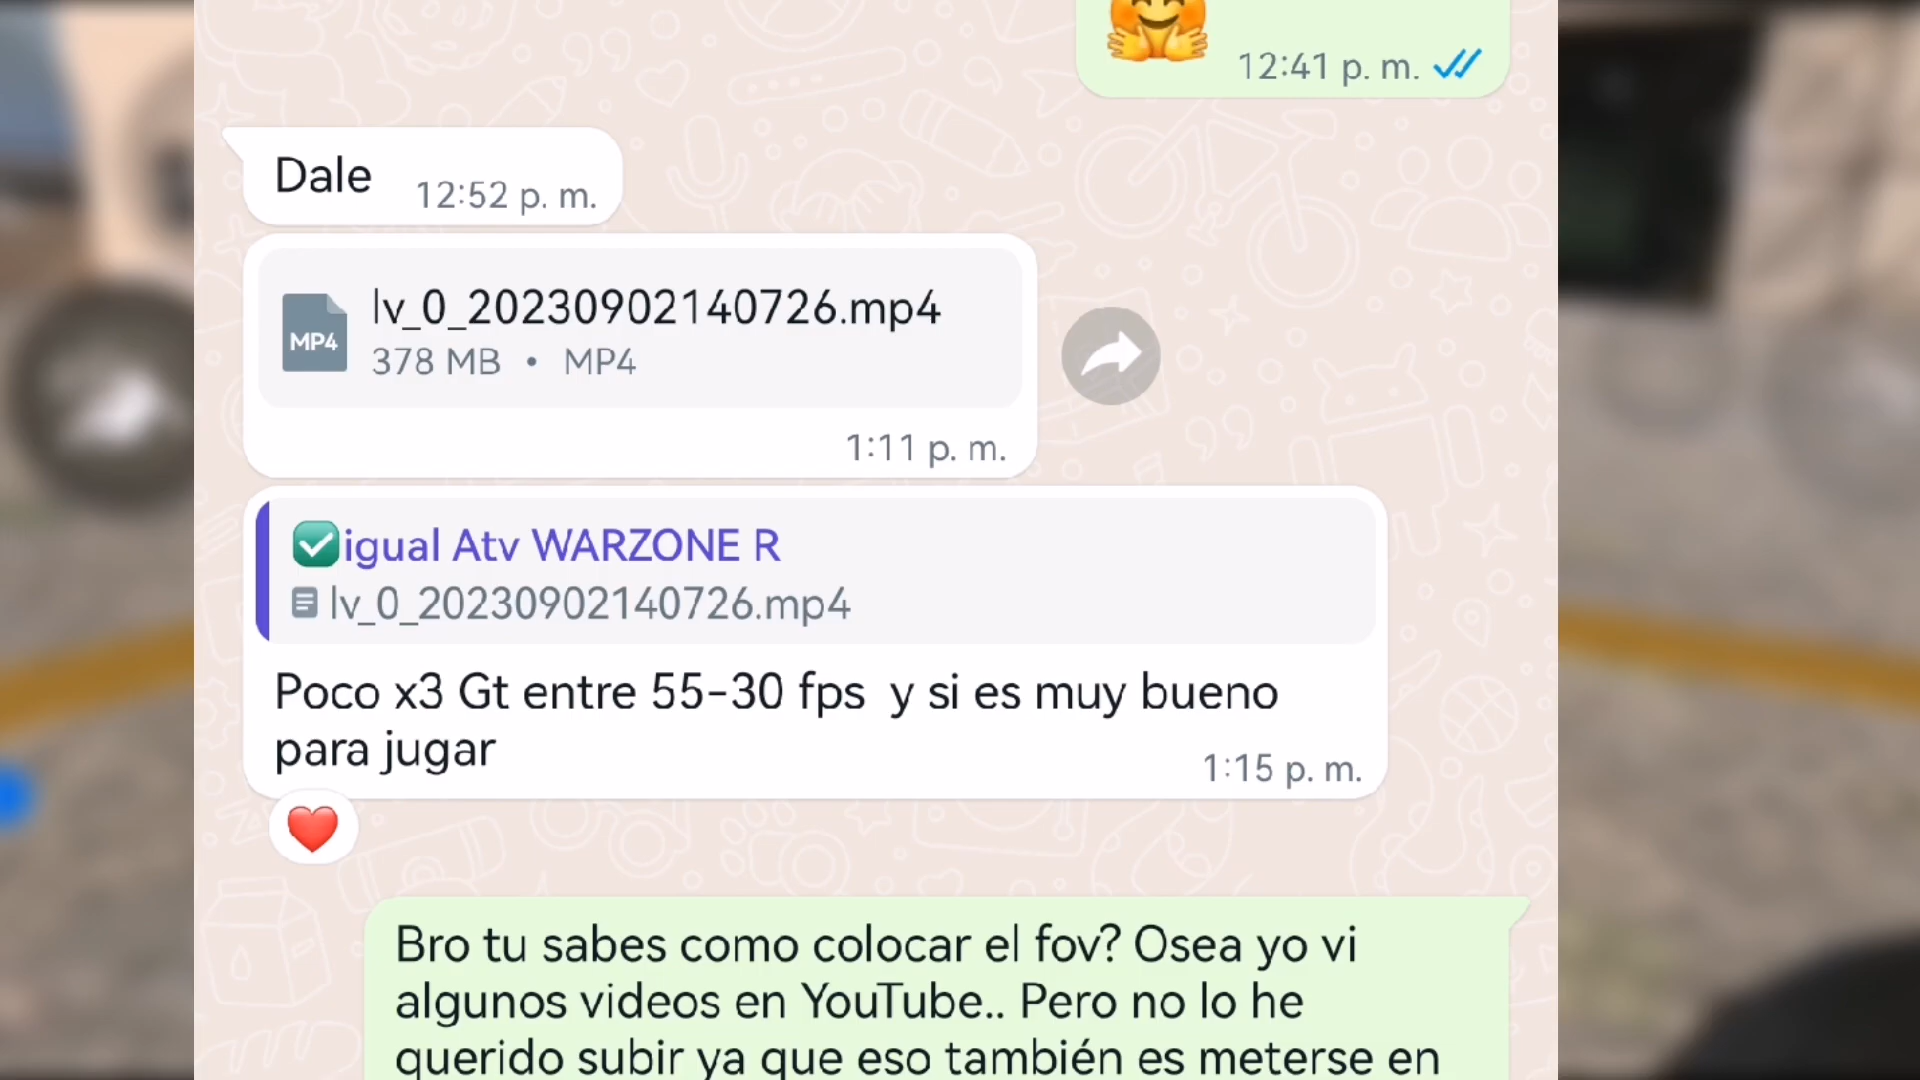 12:41 p. m.
Dale 12:52 p. m.
MP4
lv_0_20230902140726.mp4
378 MB • MP4
1:11 p. m.
✅igual Atv WARZONE R
lv_0_20230902140726.mp4
Poco x3 Gt entre 55-30 fps y si es muy bueno
para jugar
1:15 p. m.
Bro tu sabes como colocar el fov? Osea yo vi
algunos videos en YouTube.. Pero no lo he
querido subir ya que eso también es meterse en